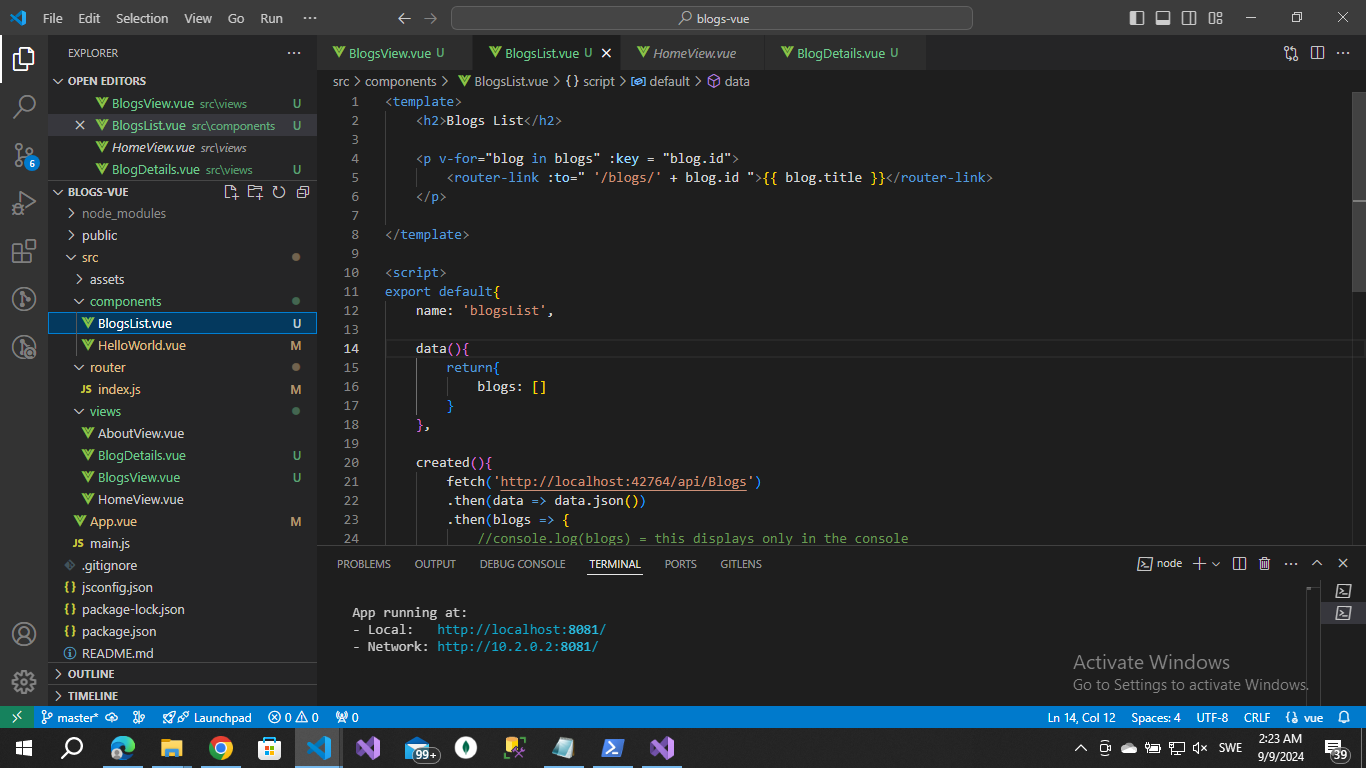 File Edit Selection View Go Run ··· blogs-vue
EXPLORER ···
OPEN EDITORS
BlogsView.vue src\views U
BlogsList.vue src\components U
HomeView.vue src\views
BlogDetails.vue src\views U
BLOGS-VUE
node_modules
public
src
assets
components
BlogsList.vue U
HelloWorld.vue M
router
JS index.js M
views
AboutView.vue
BlogDetails.vue U
BlogsView.vue U
HomeView.vue
App.vue M
JS main.js
.gitignore
{} jsconfig.json
{} package-lock.json
{} package.json
README.md
OUTLINE
TIMELINE
BlogsView.vue U BlogsList.vue U HomeView.vue BlogDetails.vue U
src > components > BlogsList.vue > {} script > default > data
1 <template>
2 <h2>Blogs List</h2>
3
4 <p v-for="blog in blogs" :key = "blog.id">
5 <router-link :to=" '/blogs/' + blog.id ">{{ blog.title }}</router-link>
6 </p>
7
8 </template>
9
10 <script>
11 export default{
12 name: 'blogsList',
13
14 data(){
15 return{
16 blogs: []
17 }
18 },
19
20 created(){
21 fetch('http://localhost:42764/api/Blogs')
22 .then(data => data.json())
23 .then(blogs => {
24 //console.log(blogs) = this displays only in the console
PROBLEMS OUTPUT DEBUG CONSOLE TERMINAL PORTS GITLENS node
App running at:
- Local: http://localhost:8081/
- Network: http://10.2.0.2:8081/
Activate Windows
Go to Settings to activate Windows.
6
master* Launchpad 0 0 0 Ln 14, Col 12 Spaces: 4 UTF-8 CRLF vue
99+ SWE 2:23 AM
9/9/2024 39